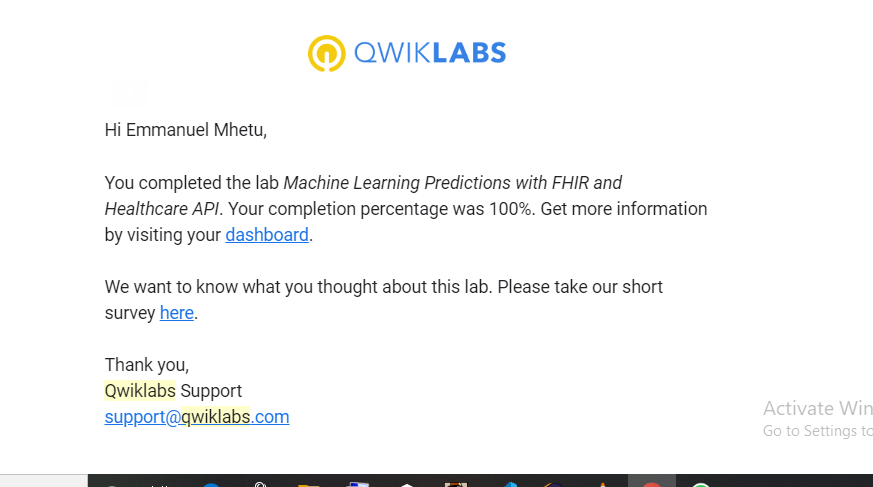 QWIKLABS
Hi Emmanuel Mhetu,
You completed the lab Machine Learning Predictions with FHIR and
Healthcare API. Your completion percentage was 100%. Get more information
by visiting your dashboard.
We want to know what you thought about this lab. Please take our short
survey here.
Thank you,
Qwiklabs Support
support@qwiklabs.com
Activate Win
Go to Settings to